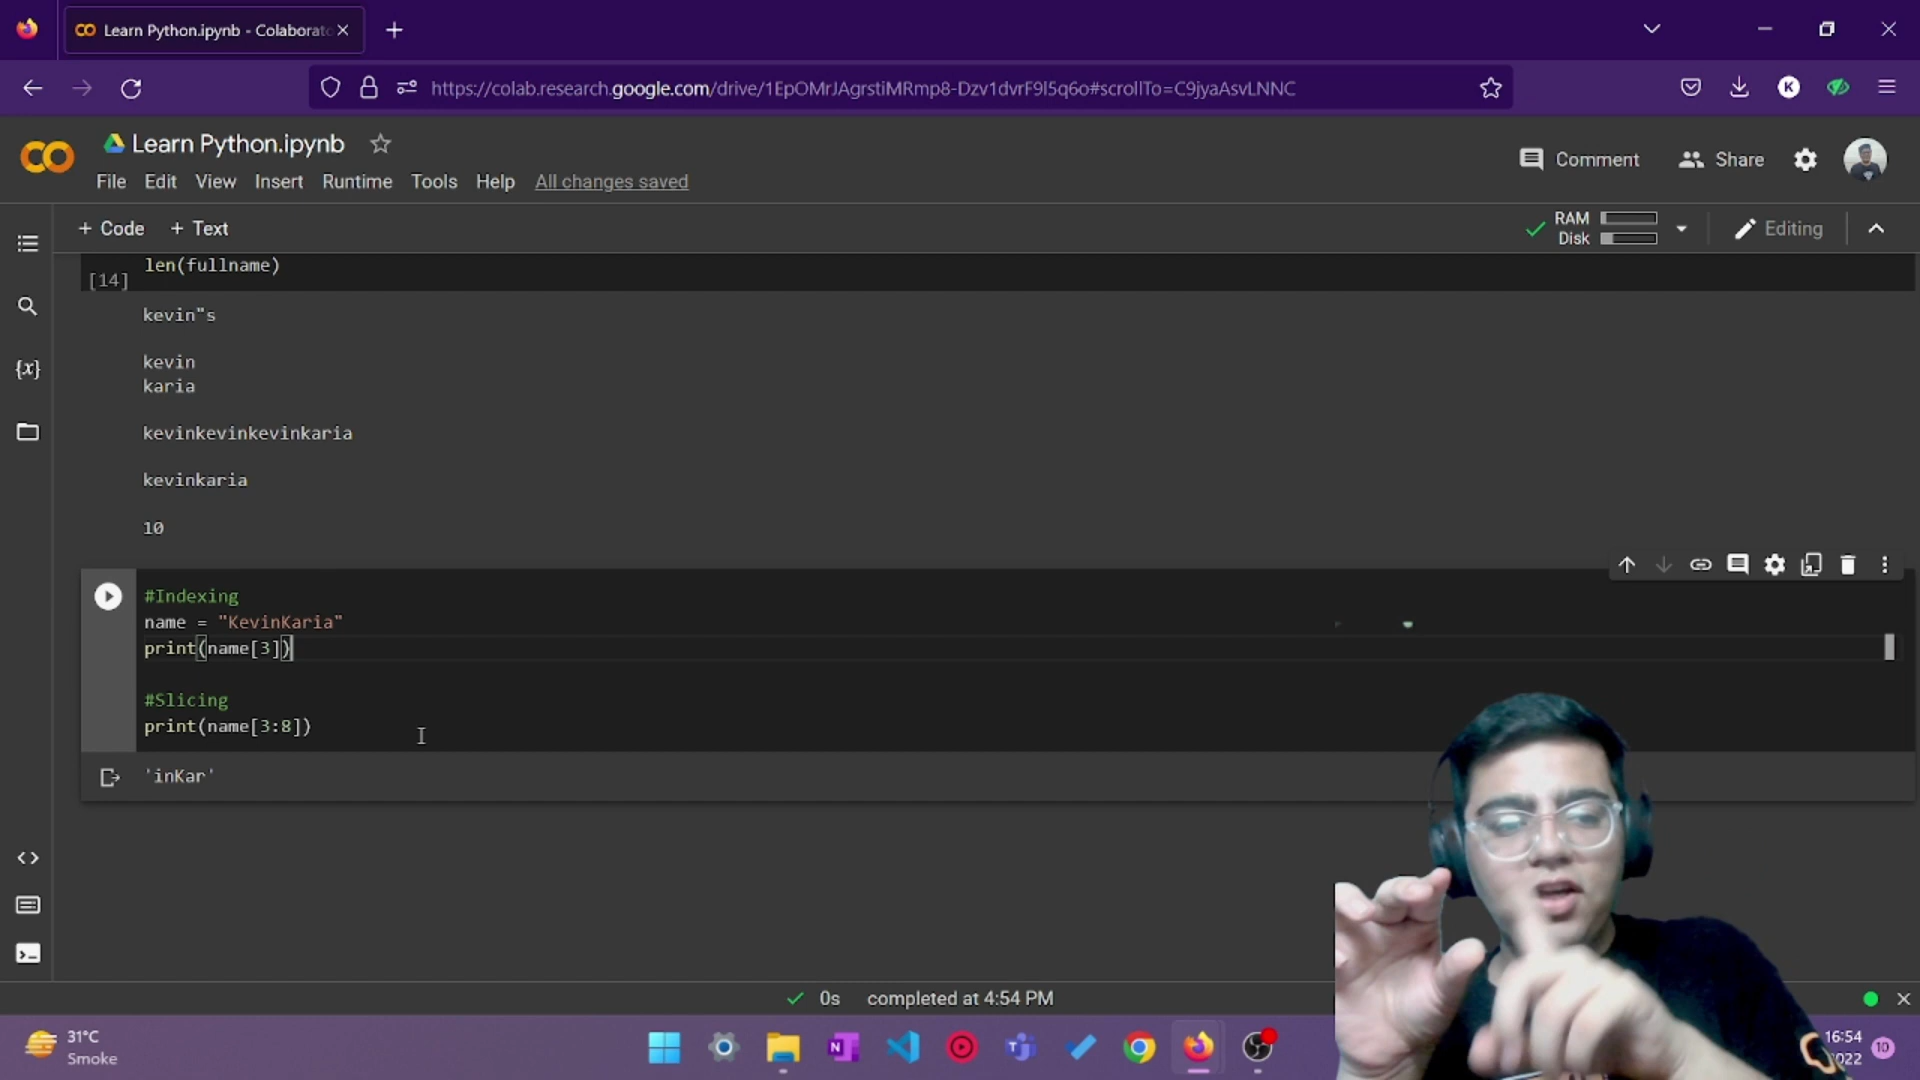 Learn Python.ipynb - Colaborato
https://colab.research.google.com/drive/1EpOMrJAgrstiMRmp8-Dzv1dvrF9l5q6o#scrollTo=C9jyaAsvLNNC
K
Learn Python.ipynb
Comment
Share
File Edit View Insert Runtime Tools Help All changes saved
+ Code + Text
RAM
Disk
Editing
len(fullname)
[14]
kevin"s
kevin
karia
kevinkevinkevinkaria
kevinkaria
10
{x}
#Indexing
name = "KevinKaria"
print(name[3])
#Slicing
print(name[3:8])
'inKar'
0s completed at 4:54 PM
31°C
Smoke
16:54
2022
10